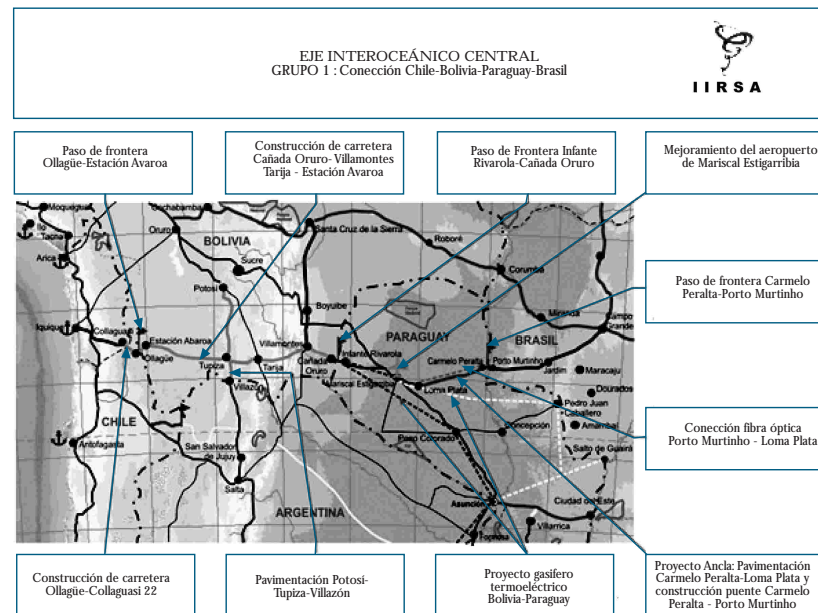 EJE INTEROCEÁNICO CENTRAL
GRUPO 1 : Conección Chile-Bolivia-Paraguay-Brasil
IIRSA
Paso de frontera
Ollagüe-Estación Avaroa
Construcción de carretera
Cañada Oruro- Villamontes
Tarija - Estación Avaroa
Paso de Frontera Infante
Rivarola-Cañada Oruro
Mejoramiento del aeropuerto
de Mariscal Estigarribia
Moquegua
Ilo
Tacna
Arica
Oruro
BOLIVIA
Sucre
Potosí
Santa Cruz de la Sierra
Roboré
Corumba
Boyuibe
Miranda
Campo
Grande
Iquique
Collaguasi 22
Estación Abaroa
Ollagüe
Tupiza
Tarija
Villamontes
Cañada
Oruro
Infante Rivarola
PARAGUAY
BRASIL
Carmelo Peralta
Porto Murtinho
Jardim
Maracaju
Mariscal Estigarribia
Loma Plata
Dourados
Villazón
Pedro Juan
Caballero
Amambai
CHILE
Antofagasta
San Salvador
de Jujuy
Salta
Pozo Colorado
Concepción
Salto de Guairá
ARGENTINA
Asunción
Ciudad del Este
Villarrica
Formosa
Paso de frontera Carmelo
Peralta-Porto Murtinho
Conección fibra óptica
Porto Murtinho - Loma Plata
Construcción de carretera
Ollagüe-Collaguasi 22
Pavimentación Potosí-
Tupiza-Villazón
Proyecto gasifero
termoeléctrico
Bolivia-Paraguay
Proyecto Ancla: Pavimentación
Carmelo Peralta-Loma Plata y
construcción puente Carmelo
Peralta - Porto Murtinho